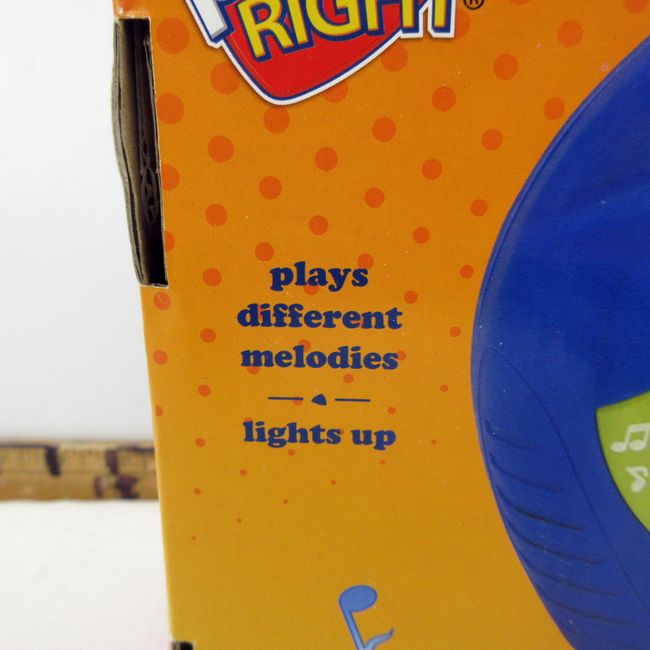 RIGHT®
plays
different
melodies
lights up